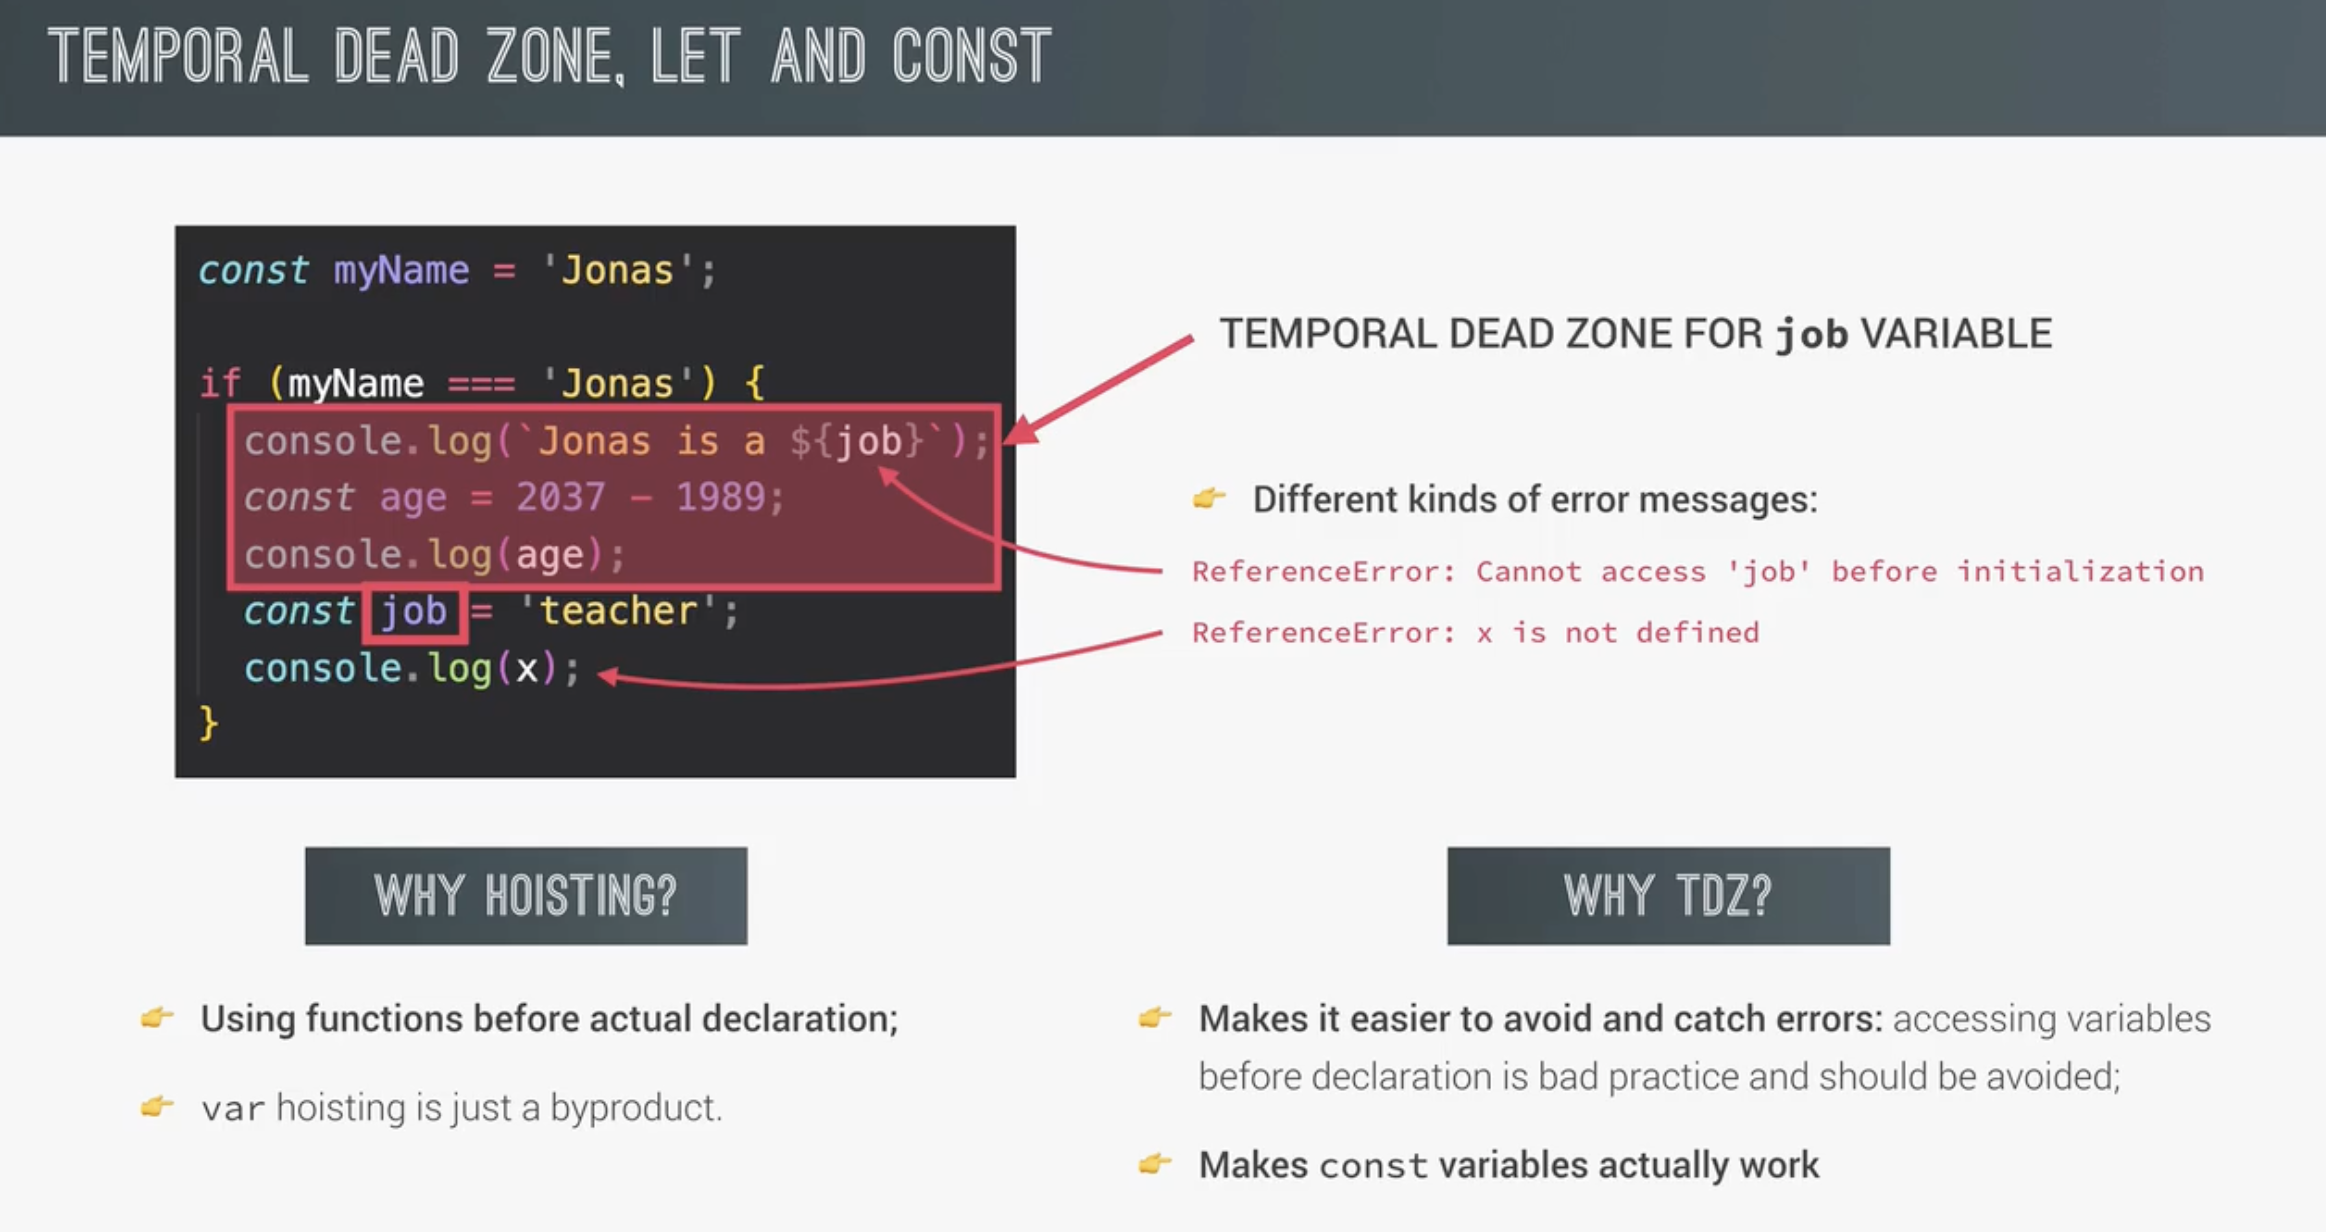 TEMPORAL DEAD ZONE, LET AND CONST
const myName = 'Jonas';
if (myName === 'Jonas') {
console.log(`Jonas is a ${job}`);
const age = 2037 - 1989;
console.log(age);
const job = 'teacher';
console.log(x);
}
TEMPORAL DEAD ZONE FOR job VARIABLE
👉 Different kinds of error messages:
ReferenceError: Cannot access 'job' before initialization
ReferenceError: x is not defined
WHY HOISTING?
👉 Using functions before actual declaration;
👉 var hoisting is just a byproduct.
WHY TDZ?
👉 Makes it easier to avoid and catch errors: accessing variables
before declaration is bad practice and should be avoided;
👉 Makes const variables actually work